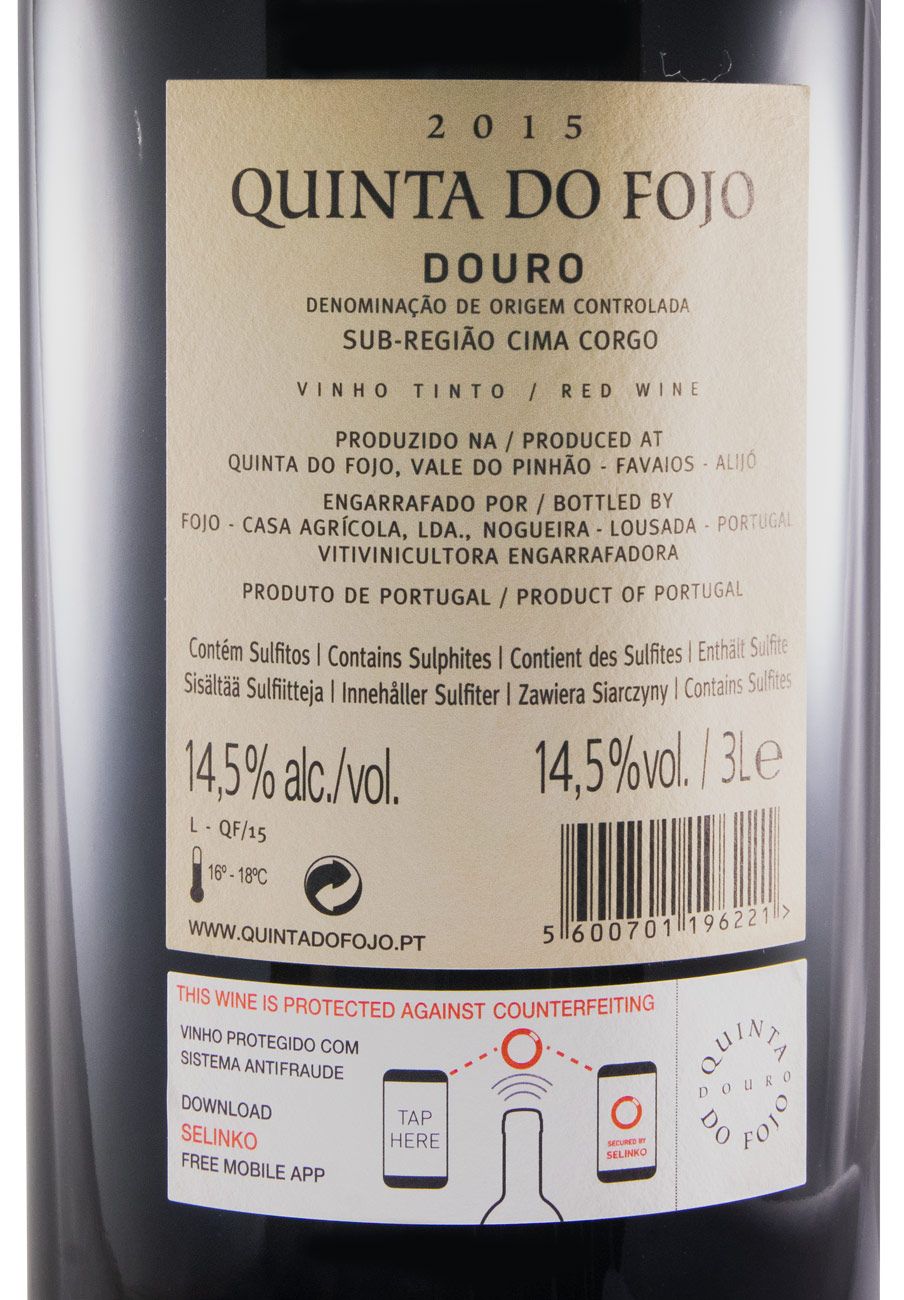 2015
QUINTA DO FOJO
DOURO
DENOMINAÇÃO DE ORIGEM CONTROLADA
SUB-REGIÃO CIMA CORGO
VINHO TINTO / RED WINE
PRODUZIDO NA / PRODUCED AT
QUINTA DO FOJO, VALE DO PINHÃO - FAVAIOS - ALIJÓ
ENGARRAFADO POR / BOTTLED BY
FOJO - CASA AGRÍCOLA, LDA., NOGUEIRA - LOUSADA - PORTUGAL
VITIVINICULTORA ENGARRAFADORA
PRODUTO DE PORTUGAL / PRODUCT OF PORTUGAL
Contém Sulfitos | Contains Sulphites | Contient des Sulfites | Enthält Sulfite
Sisältää Sulfiitteja | Innehåller Sulfiter | Zawiera Siarczyny | Contains Sulfites
14,5% alc./vol.
14,5%vol. / 3L e
L - QF/15
16º - 18ºC
WWW.QUINTADOFOJO.PT
5 600701 196221 >
THIS WINE IS PROTECTED AGAINST COUNTERFEITING
VINHO PROTEGIDO COM
SISTEMA ANTIFRAUDE
DOWNLOAD
SELINKO
FREE MOBILE APP
TAP
HERE
SECURED BY
SELINKO
QUINTA
DOURO
DO FOJO